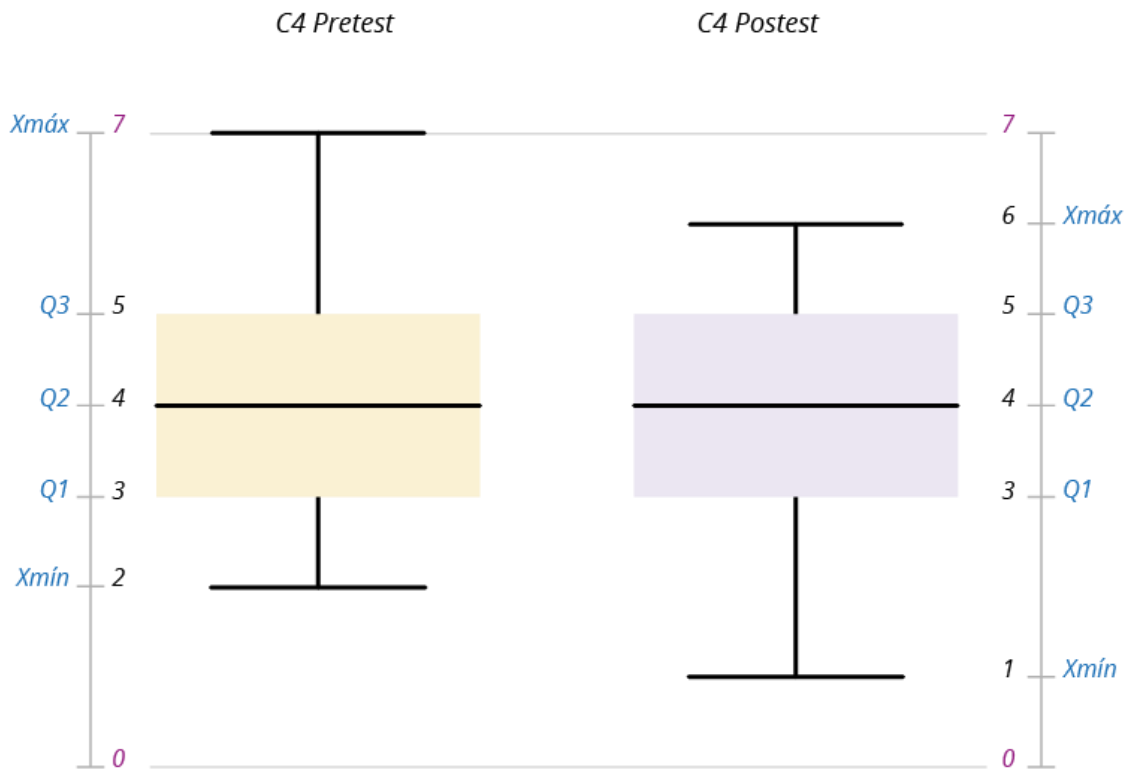 C4 Pretest
C4 Postest
Xmáx 7
7
6 Xmáx
Q3 5
5 Q3
Q2 4
4 Q2
Q1 3
3 Q1
Xmín 2
1 Xmín
0
0